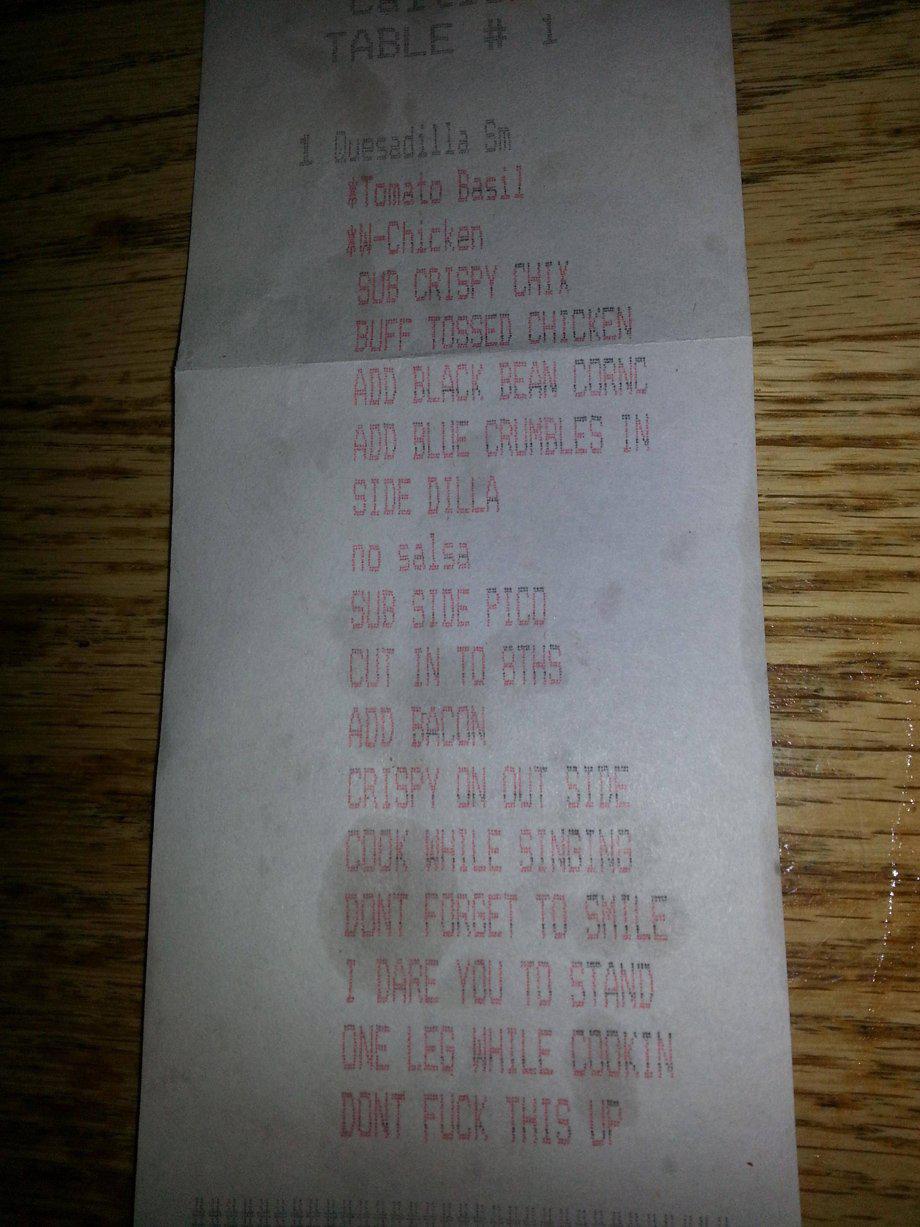 TABLE # 1
1 Quesadilla Sm
*Tomato Basil
*W-Chicken
SUB CRISPY CHIX
BUFF TOSSED CHICKEN
ADD BLACK BEAN CORNC
ADD BLUE CRUMBLES IN
SIDE DILLA
no salsa
SUB SIDE PICO
CUT IN TO 8THS
ADD BACON
CRISPY ON OUT SIDE
COOK WHILE SINGING
DONT FORGET TO SMILE
I DARE YOU TO STAND
ONE LEG WHILE COOKIN
DONT FUCK THIS UP